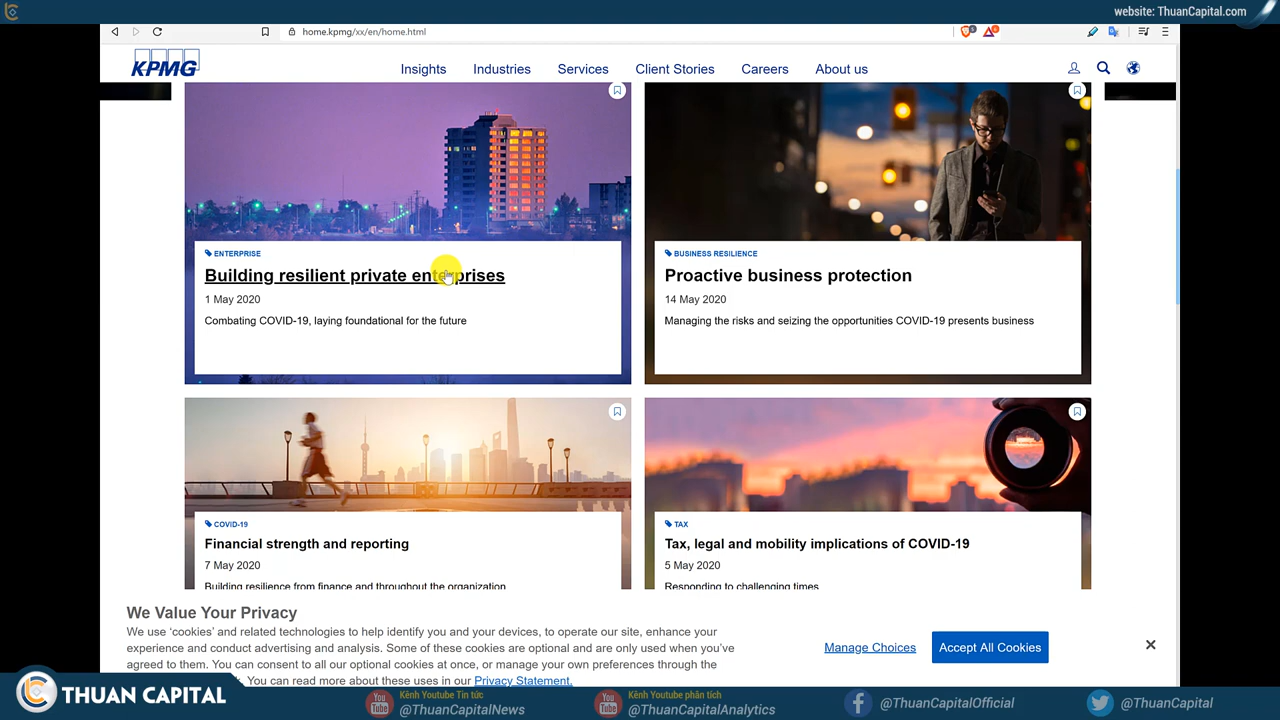 website: ThuanCapital.com
home.kpmg/xx/en/home.html
KPMG
Insights
Industries
Services
Client Stories
Careers
About us
ENTERPRISE
Building resilient private enterprises
1 May 2020
Combating COVID-19, laying foundational for the future
BUSINESS RESILIENCE
Proactive business protection
14 May 2020
Managing the risks and seizing the opportunities COVID-19 presents business
COVID-19
Financial strength and reporting
7 May 2020
Building resilience from finance and throughout the organization
TAX
Tax, legal and mobility implications of COVID-19
5 May 2020
Responding to challenging times
We Value Your Privacy
We use ‘cookies’ and related technologies to help identify you and your devices, to operate our site, enhance your
experience and conduct advertising and analysis. Some of these cookies are optional and are only used when you’ve
agreed to them. You can consent to all our optional cookies at once, or manage your own preferences through the
You can read more about these uses in our Privacy Statement.
Manage Choices
Accept All Cookies
THUAN CAPITAL
You Tube
Kênh Youtube Tin tức
@ThuanCapitalNews
You Tube
Kênh Youtube phân tích
@ThuanCapitalAnalytics
@ThuanCapitalOfficial
@ThuanCapital